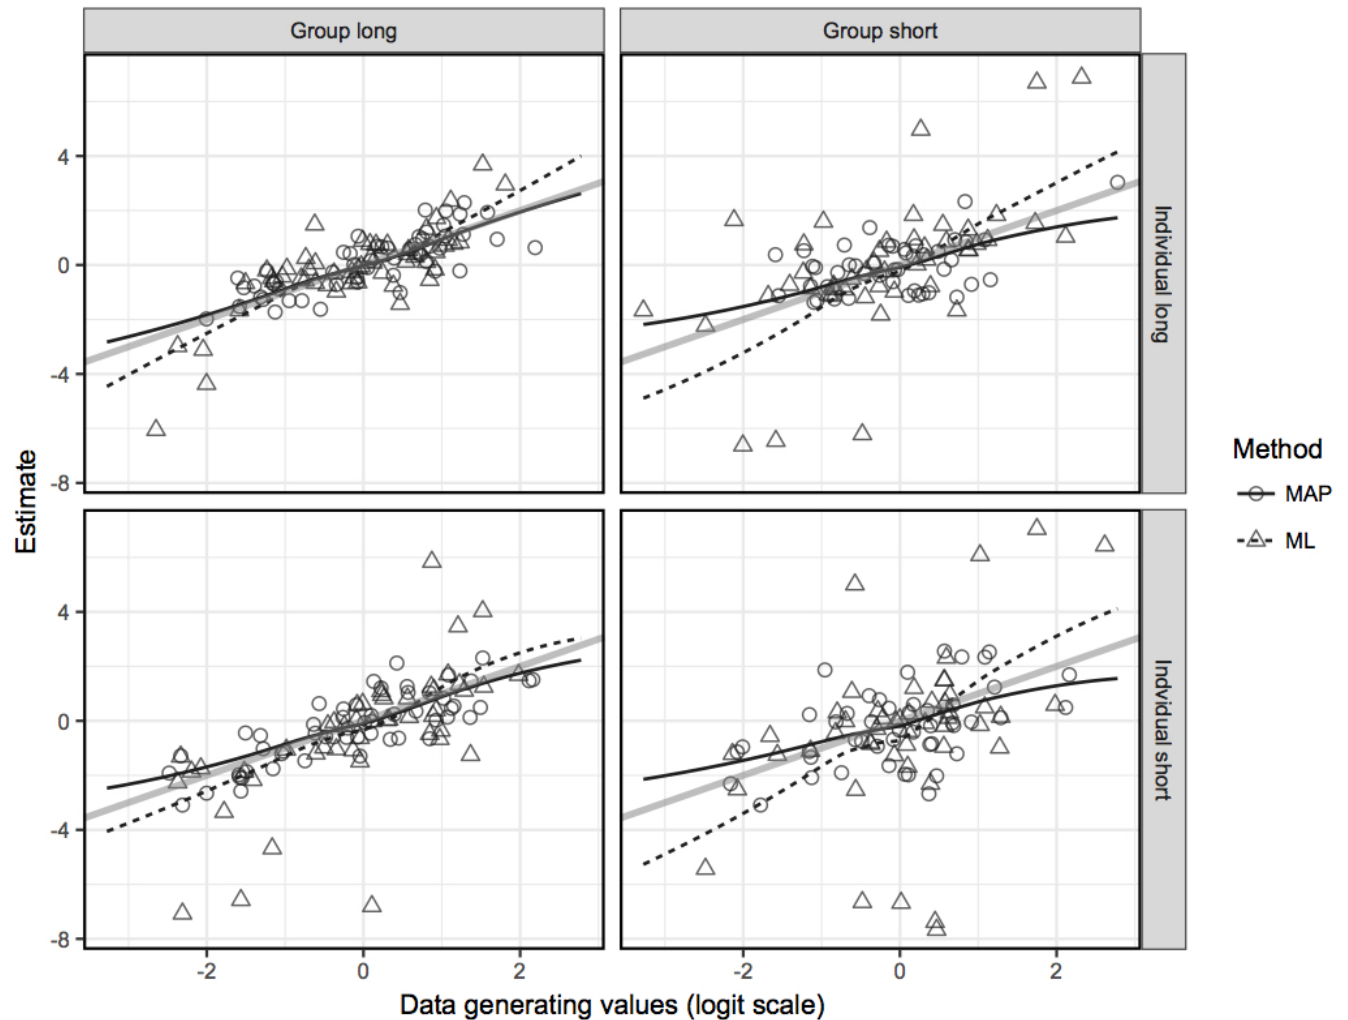 Group long
Group short
4
0
-4
-8
Individual long
4
0
-4
-8
Indvidual short
-2
0
2
-2
0
2
Estimate
Data generating values (logit scale)
Method
MAP
ML